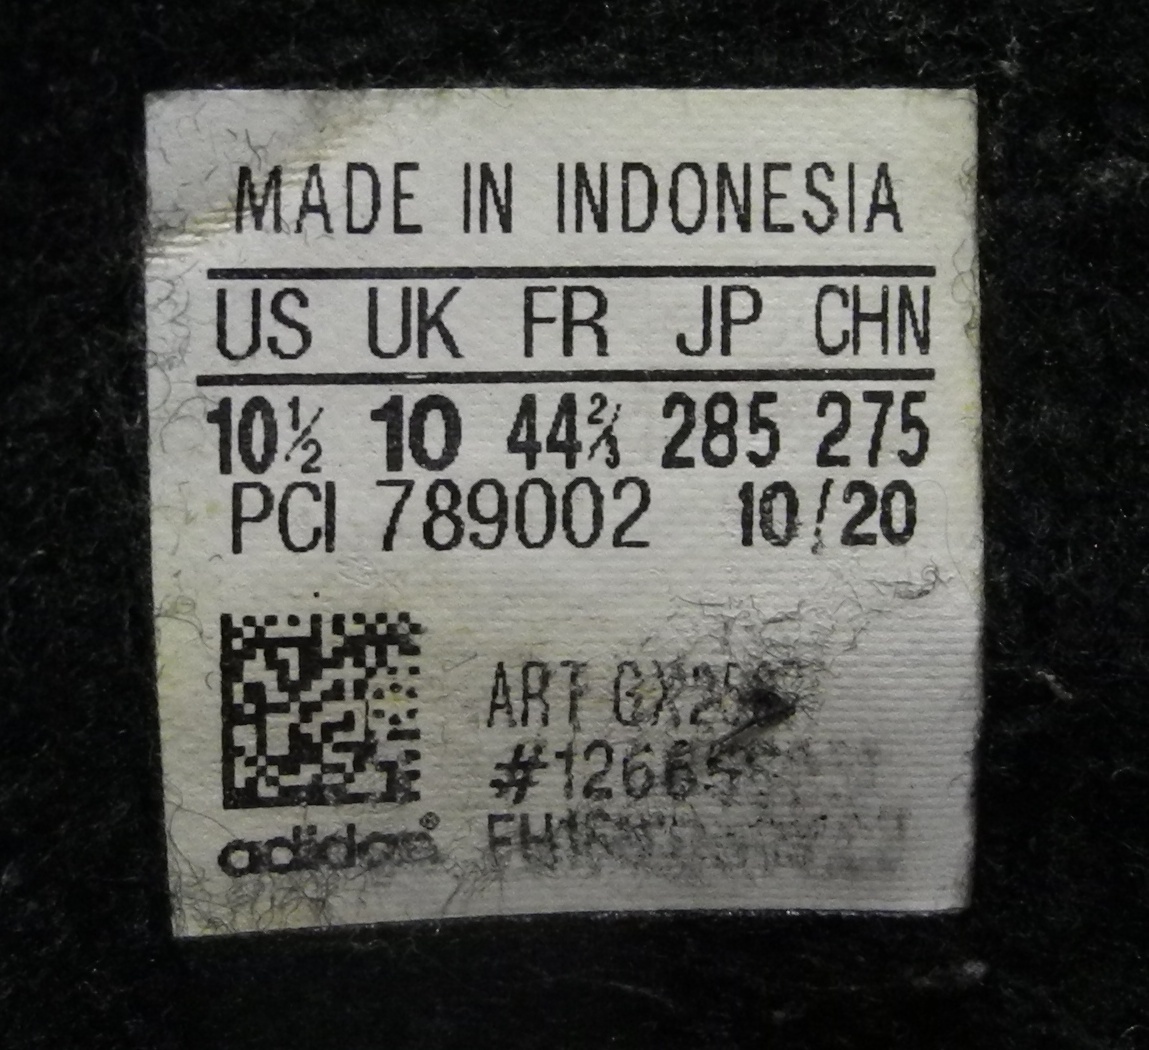 MADE IN INDONESIA
US UK FR JP CHN
10½ 10 44⅔ 285 275
PCI 789002 10/20
ART
adidas®